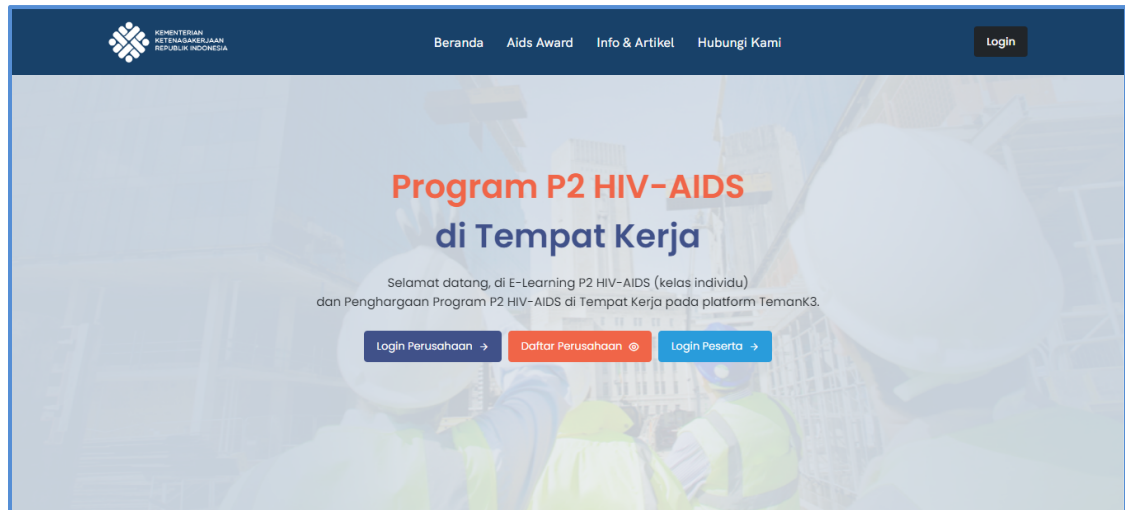 KEMENTERIAN
KETENAGAKERJAAN
REPUBLIK INDONESIA
Beranda Aids Award Info & Artikel Hubungi Kami
Login
Program P2 HIV-AIDS
di Tempat Kerja
Selamat datang, di E-Learning P2 HIV-AIDS (kelas individu)
dan Penghargaan Program P2 HIV-AIDS di Tempat Kerja pada platform TemanK3.
Login Perusahaan → Daftar Perusahaan Login Peserta →